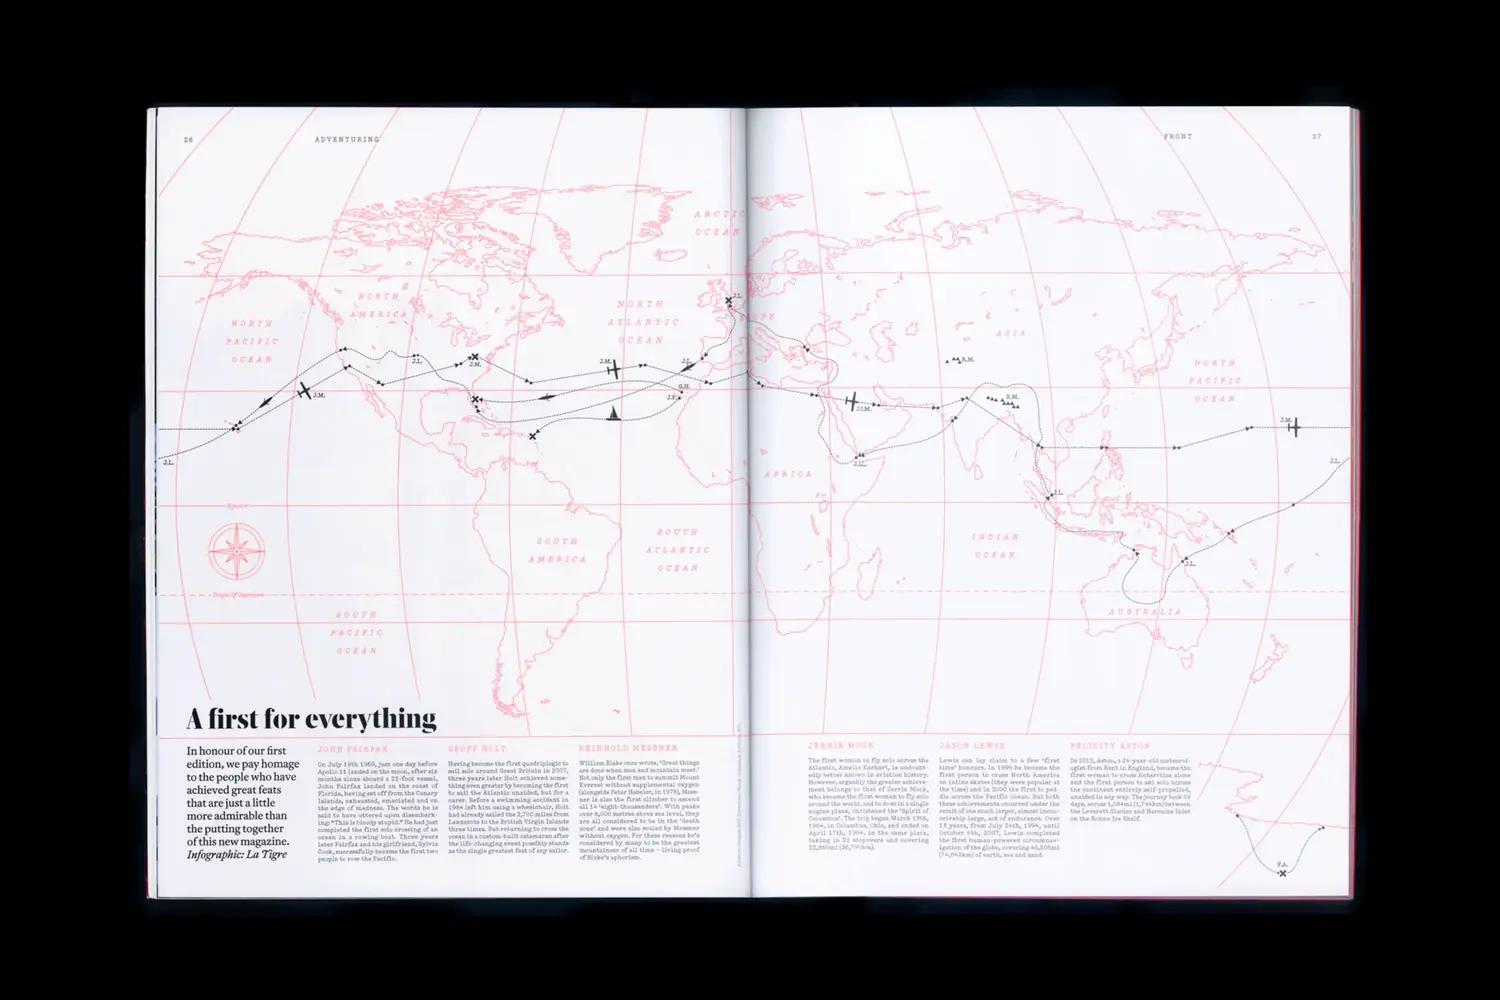 26
ADVENTURING
FRONT
27
ARCTIC
OCEAN
NORTH
AMERICA
NORTH
PACIFIC
OCEAN
NORTH
ATLANTIC
OCEAN
ASIA
NORTH
PACIFIC
OCEAN
J.L.
J.M.
J.L.
J.M.
J.M.
J.L.
G.H.
J.F.
J.L.
R.M.
R.M.
J.M.
J.L.
J.L.
J.L.
J.L.
AFRICA
Equator
SOUTH
AMERICA
SOUTH
ATLANTIC
OCEAN
INDIAN
OCEAN
Tropic Of Capricorn
AUSTRALIA
SOUTH
PACIFIC
OCEAN
A first for everything
In honour of our first
edition, we pay homage
to the people who have
achieved great feats
that are just a little
more admirable than
the putting together
of this new magazine.
Infographic: La Tigre
JOHN FAIRFAX
On July 19th 1969, just one day before
Apollo 11 landed on the moon, after six
months alone aboard a 22-foot vessel,
John Fairfax landed on the coast of
Florida, having set off from the Canary
Islands, exhausted, emaciated and on
the edge of madness. The words he is
said to have uttered upon disembark-
ing: "This is bloody stupid." He had just
completed the first solo crossing of an
ocean in a rowing boat. Three years
later Fairfax and his girlfriend, Sylvia
Cook, successfully became the first two
people to row the Pacific.
GEOFF HOLT
Having become the first quadriplegic to
sail solo around Great Britain in 2007,
three years later Holt achieved some-
thing even greater by becoming the first
to sail the Atlantic unaided, but for a
carer. Before a swimming accident in
1984 left him using a wheelchair, Holt
had already sailed the 2,700 miles from
Lanzarote to the British Virgin Islands
three times. But returning to cross the
ocean in a custom-built catamaran after
the life-changing event possibly stands
as the single greatest feat of any sailor.
REINHOLD MESSNER
William Blake once wrote, 'Great things
are done when men and mountain meet.'
Not only the first man to summit Mount
Everest without supplemental oxygen
(alongside Peter Habeler, in 1978), Mess-
ner is also the first climber to ascend
all 14 'eight-thousanders'. With peaks
over 8,000 metres above sea level, they
are all considered to be in the 'death
zone' and were also scaled by Messner
without oxygen. For these reasons he's
considered by many to be the greatest
mountaineer of all time – living proof
of Blake's aphorism.
JERRIE MOCK
The first woman to fly solo across the
Atlantic, Amelia Earhart, is undoubt-
edly better known in aviation history.
However, arguably the greater achieve-
ment belongs to that of Jerrie Mock,
who became the first woman to fly solo
around the world, and to do so in a single
engine plane, christened the 'Spirit of
Columbus'. The trip began March 19th,
1964, in Columbus, Ohio, and ended on
April 17th, 1964, in the same place,
taking in 21 stopovers and covering
JASON LEWIS
Lewis can lay claim to a few 'first
time' honours. In 1996 he became the
first person to cross North America
on inline skates (they were popular at
the time) and in 2000 the first to ped-
dle across the Pacific Ocean. But both
these achievements occurred under the
remit of one much larger, almost incon-
ceivably large, act of endurance. Over
13 years, from July 24th, 1994, until
October 6th, 2007, Lewis completed
the first human-powered circumnav-
igation of the globe, covering 46,505mi
of earth, sea and sand.
FELICITY ASTON
In 2012, Aston, a 34-year-old meteorol-
ogist from Kent in England, became the
first woman to cross Antarctica alone
and the first person to ski solo across
the continent entirely self-propelled,
unaided in any way. The journey took 59
days, across 1,084mi (1,744km) between
the Leverett Glacier and Hercules Inlet
on the Ronne Ice Shelf.
F.A.